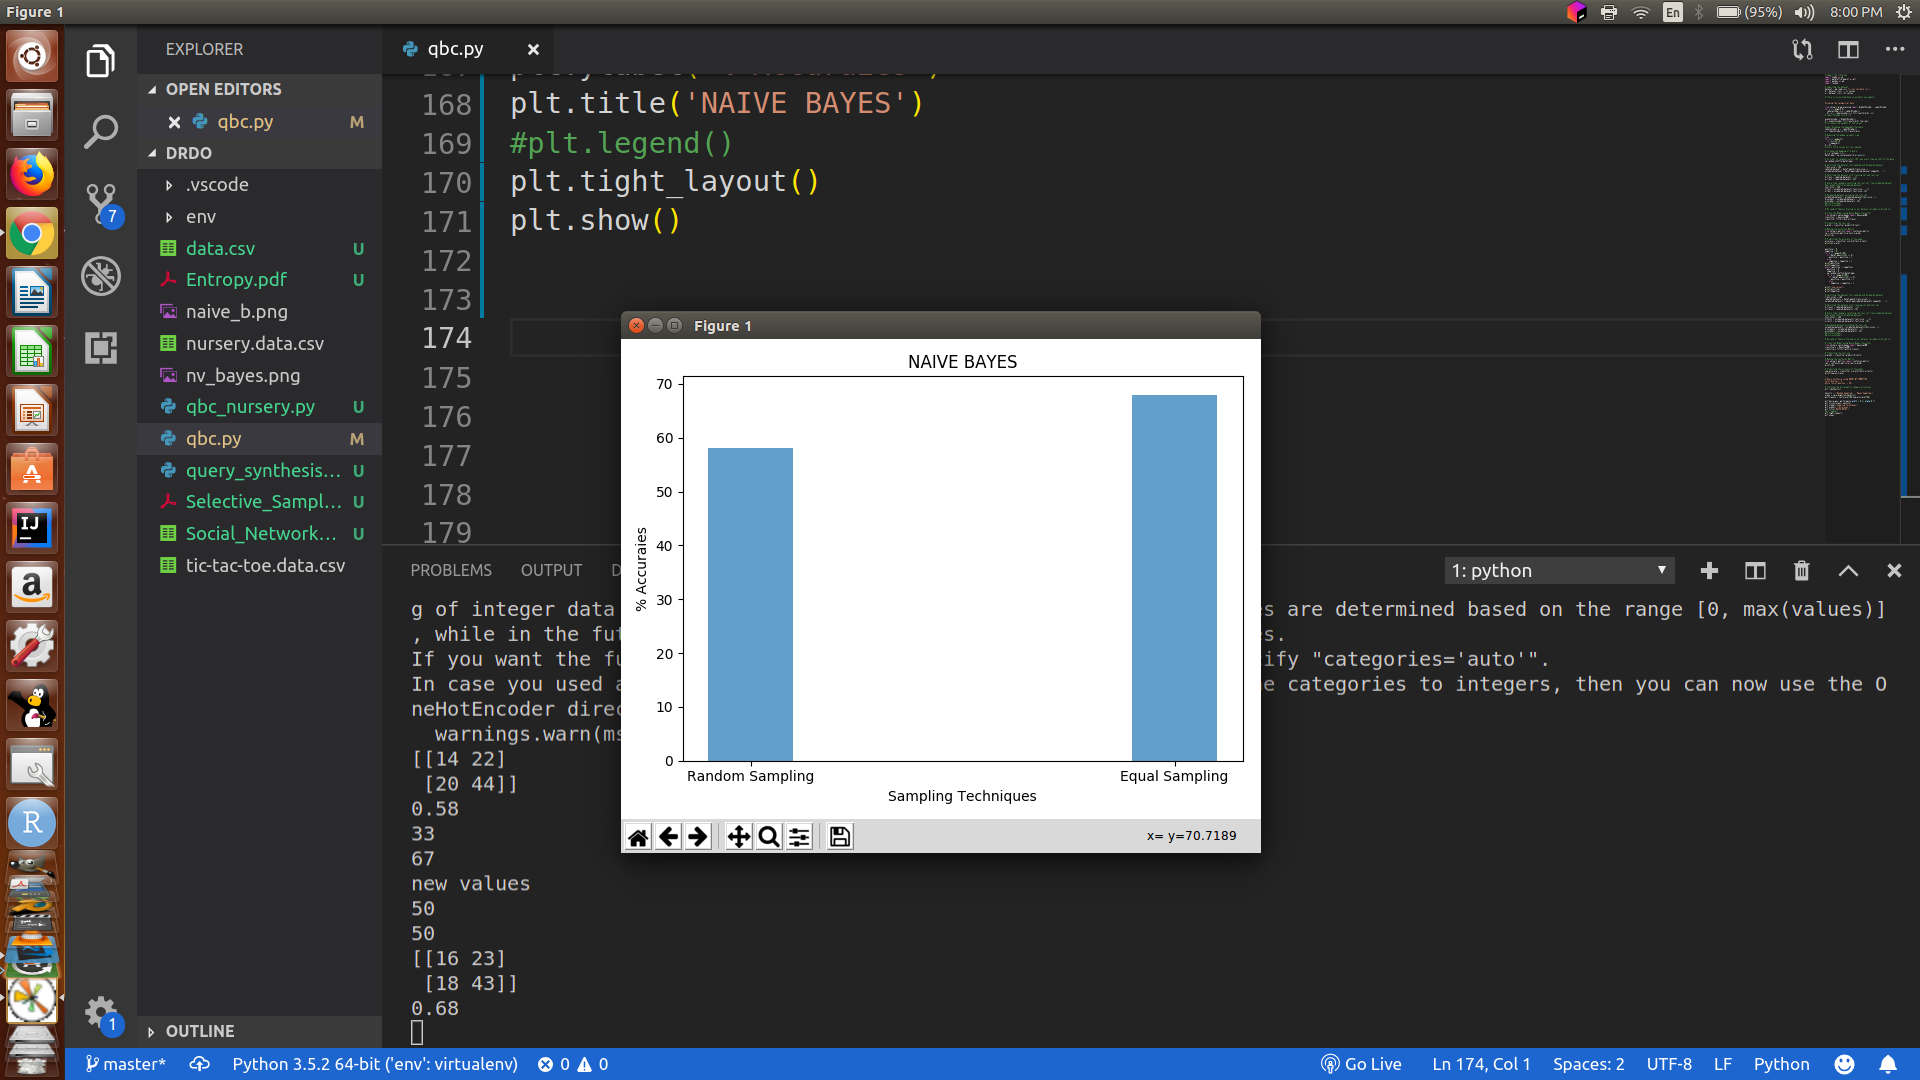 Figure 1
En
(95%)
8:00 PM
EXPLORER
OPEN EDITORS
qbc.py M
DRDO
.vscode
env
data.csv U
Entropy.pdf U
naive_b.png
nursery.data.csv
nv_bayes.png
qbc_nursery.py U
qbc.py M
query_synthesis... U
Selective_Sampl... U
Social_Network... U
tic-tac-toe.data.csv
OUTLINE
7
1
qbc.py
168 plt.title('NAIVE BAYES')
169 #plt.legend()
170 plt.tight_layout()
171 plt.show()
172
173
174
175
176
177
178
179
Figure 1
NAIVE BAYES
70
60
50
40
30
20
10
0
% Accuraies
Random Sampling Equal Sampling
Sampling Techniques
x= y=70.7189
PROBLEMS OUTPUT D
1: python
g of integer data s are determined based on the range [0, max(values)]
, while in the fut s.
If you want the fu ify "categories='auto'".
In case you used a e categories to integers, then you can now use the O
neHotEncoder direc
warnings.warn(ms
[[14 22]
[20 44]]
0.58
33
67
new values
50
50
[[16 23]
[18 43]]
0.68
master* Python 3.5.2 64-bit ('env': virtualenv) 0 0 Go Live Ln 174, Col 1 Spaces: 2 UTF-8 LF Python
IJ
a
R